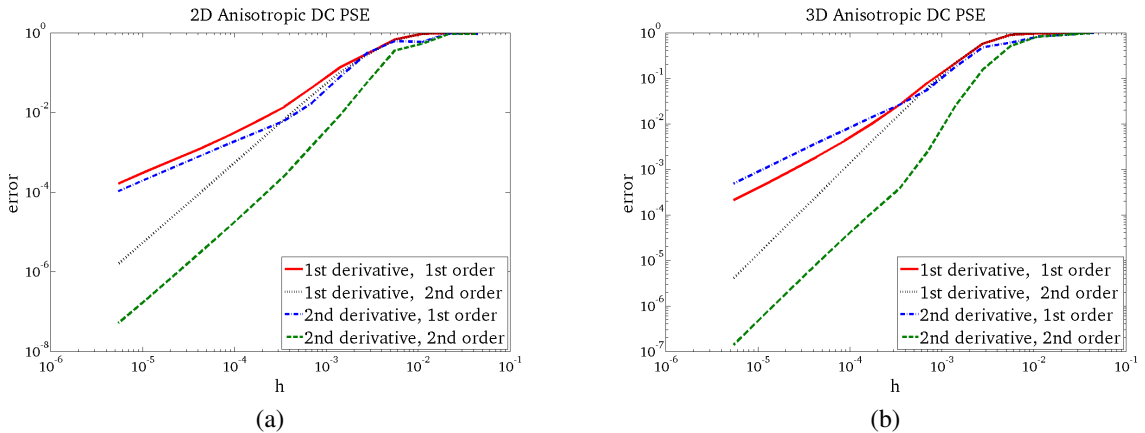 2D Anisotropic DC PSE
10^0
10^-2
10^-4
10^-6
10^-8
error
1st derivative, 1st order
1st derivative, 2nd order
2nd derivative, 1st order
2nd derivative, 2nd order
10^-6
10^-5
10^-4
10^-3
10^-2
10^-1
h
(a)
3D Anisotropic DC PSE
10^0
10^-1
10^-2
10^-3
10^-4
10^-5
10^-6
10^-7
error
1st derivative, 1st order
1st derivative, 2nd order
2nd derivative, 1st order
2nd derivative, 2nd order
10^-6
10^-5
10^-4
10^-3
10^-2
10^-1
h
(b)